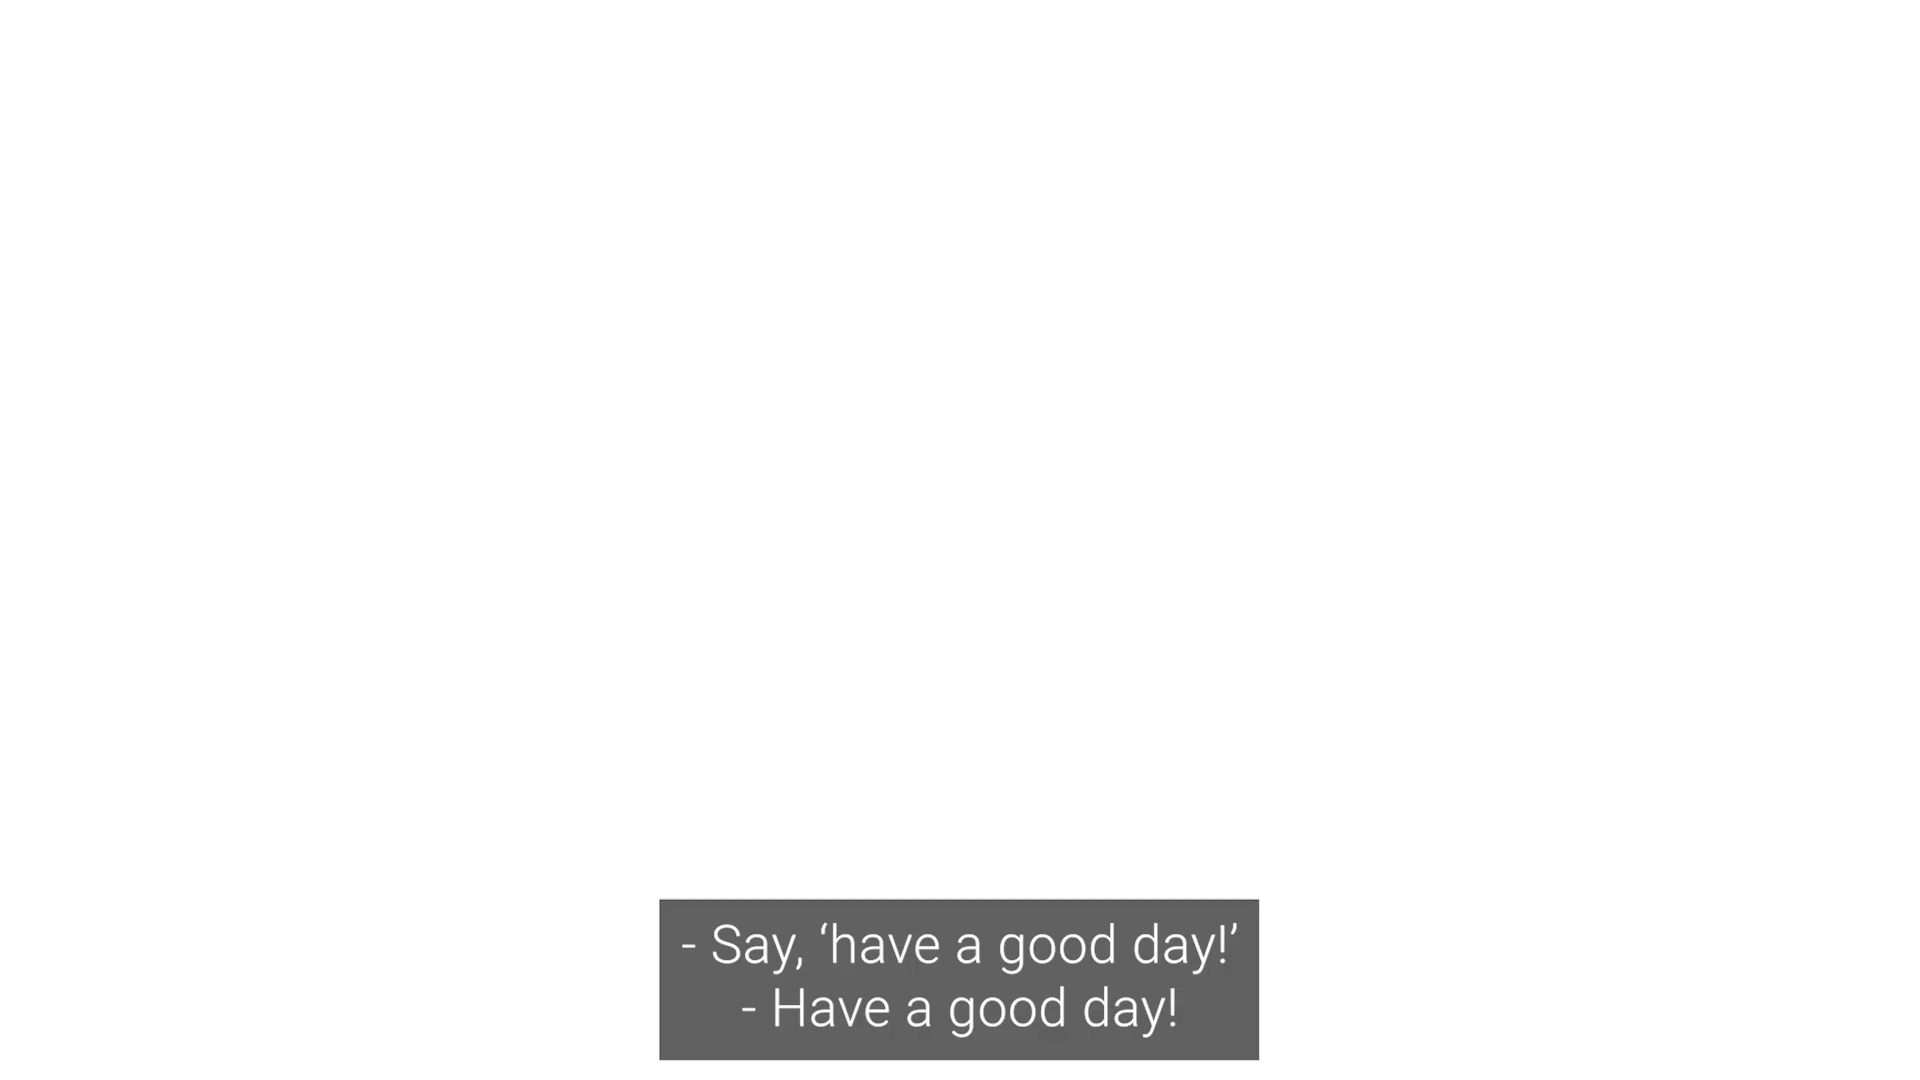 - Say, ‘have a good day!’
- Have a good day!